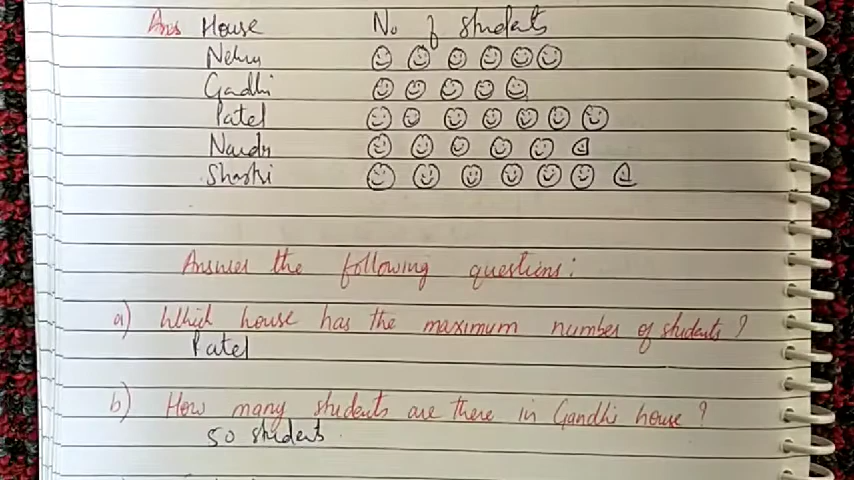 Ans House No of students
Nehru
Gadhi
Patel
Naidu
Shastri
Answer the following questions:
a) Which house has the maximum number of students?
Patel
b) How many students are there in Gandhi house?
50 students.